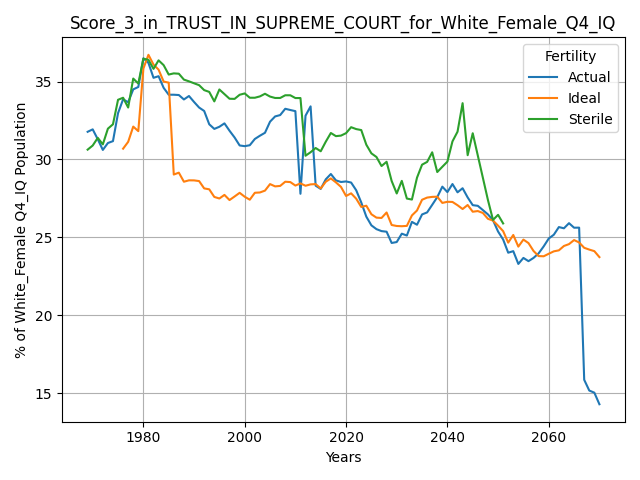 Score_3_in_TRUST_IN_SUPREME_COURT_for_White_Female_Q4_IQ
Fertility
Actual
Ideal
Sterile
% of White_Female Q4_IQ Population
35
30
25
20
15
1980
2000
2020
2040
2060
Years